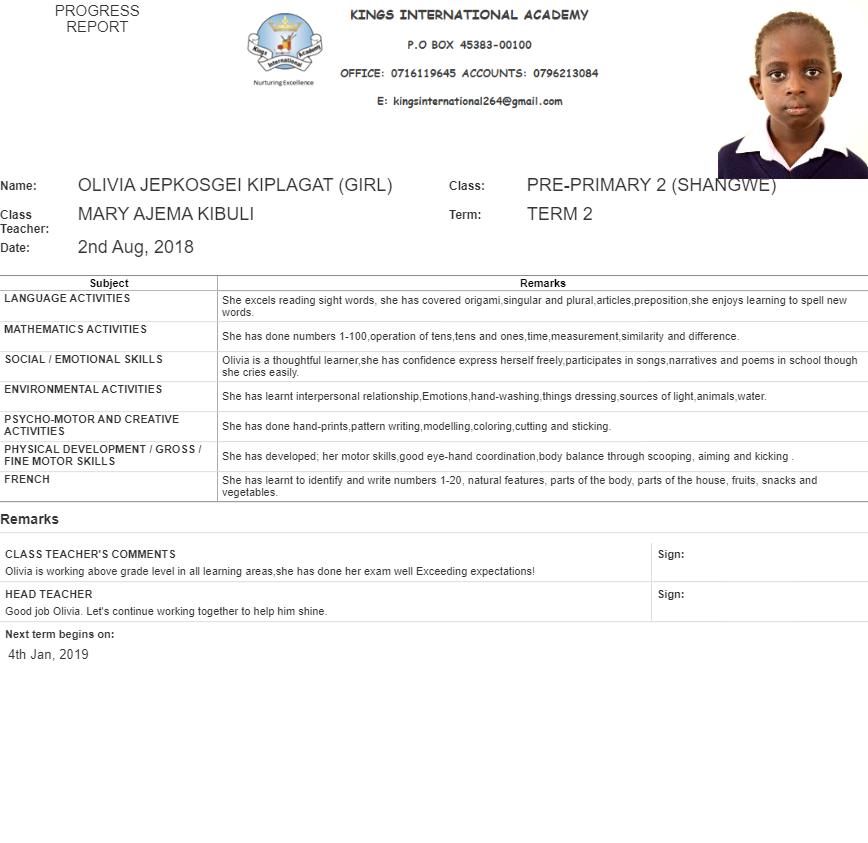 PROGRESS
REPORT
KINGS INTERNATIONAL ACADEMY
P.O BOX 45383-00100
OFFICE: 0716119645 ACCOUNTS: 0796213084
E: kingsinternational264@gmail.com
Kings International Academy
Nurturing Excellence
Name: OLIVIA JEPKOSGEI KIPLAGAT (GIRL) Class: PRE-PRIMARY 2 (SHANGWE)
Class Teacher: MARY AJEMA KIBULI Term: TERM 2
Date: 2nd Aug, 2018
Subject Remarks
LANGUAGE ACTIVITIES
She excels reading sight words, she has covered origami,singular and plural,articles,preposition,she enjoys learning to spell new
words.
MATHEMATICS ACTIVITIES
She has done numbers 1-100,operation of tens,tens and ones,time,measurement,similarity and difference.
SOCIAL / EMOTIONAL SKILLS
Olivia is a thoughtful learner,she has confidence express herself freely,participates in songs,narratives and poems in school though
she cries easily.
ENVIRONMENTAL ACTIVITIES
She has learnt interpersonal relationship,Emotions,hand-washing,things dressing,sources of light,animals,water.
PSYCHO-MOTOR AND CREATIVE
ACTIVITIES
She has done hand-prints,pattern writing,modelling,coloring,cutting and sticking.
PHYSICAL DEVELOPMENT / GROSS /
FINE MOTOR SKILLS
She has developed; her motor skills,good eye-hand coordination,body balance through scooping, aiming and kicking .
FRENCH
She has learnt to identify and write numbers 1-20, natural features, parts of the body, parts of the house, fruits, snacks and
vegetables.
Remarks
CLASS TEACHER'S COMMENTS Sign:
Olivia is working above grade level in all learning areas,she has done her exam well Exceeding expectations!
HEAD TEACHER Sign:
Good job Olivia. Let's continue working together to help him shine.
Next term begins on:
4th Jan, 2019